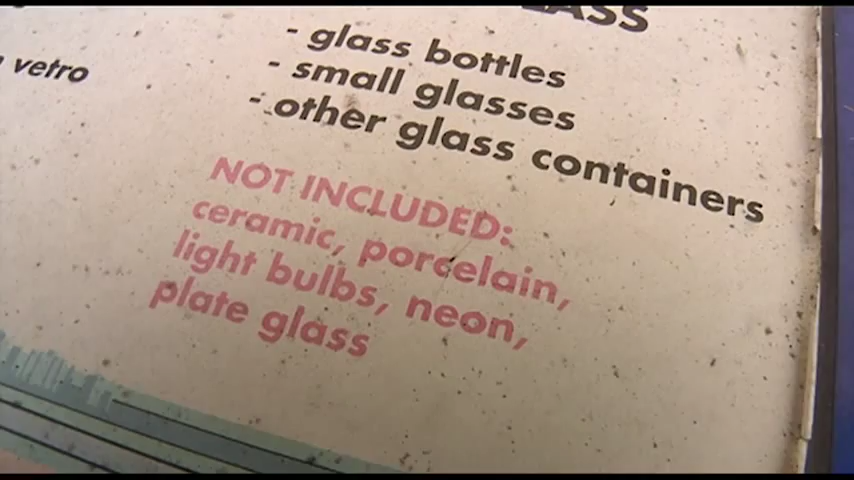 vetro
- glass bottles
- small glasses
- other glass containers
NOT INCLUDED:
ceramic, porcelain,
light bulbs, neon,
plate glass